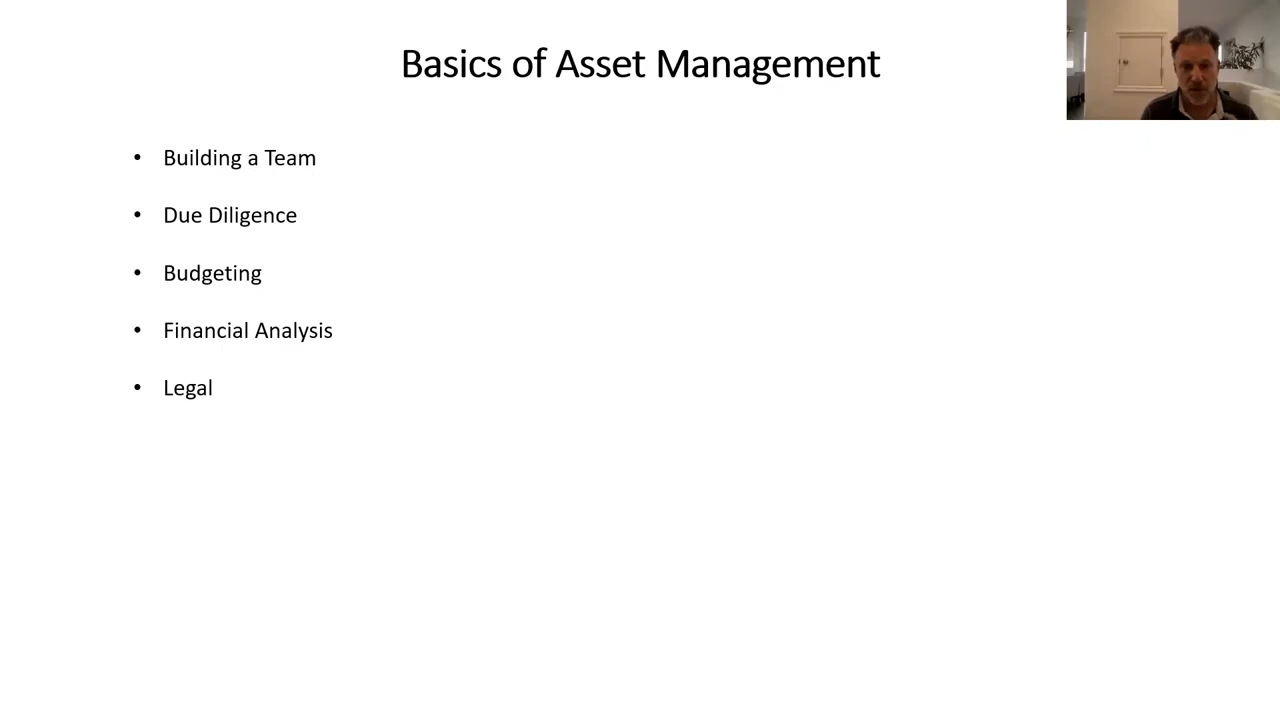 Basics of Asset Management
• Building a Team
• Due Diligence
• Budgeting
• Financial Analysis
• Legal